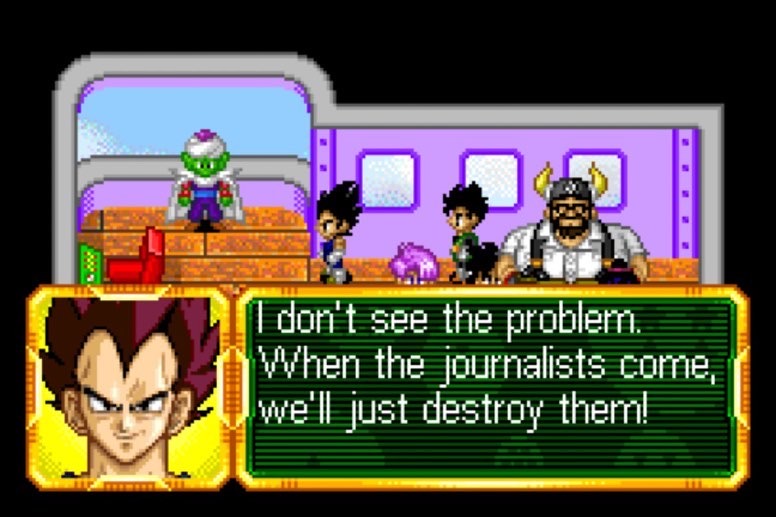 I don't see the problem.
When the journalists come,
we'll just destroy them!